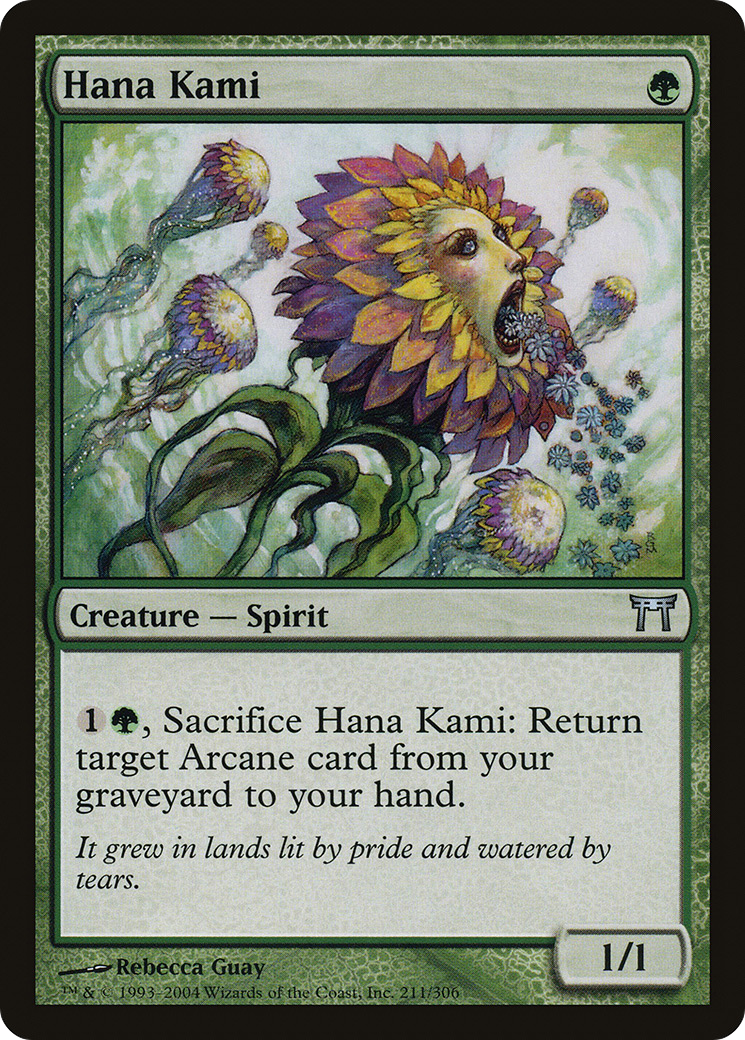 Hana Kami
Creature — Spirit
1, Sacrifice Hana Kami: Return
target Arcane card from your
graveyard to your hand.
It grew in lands lit by pride and watered by
tears.
1/1
Rebecca Guay
™ & © 1993–2004 Wizards of the Coast, Inc. 211/306